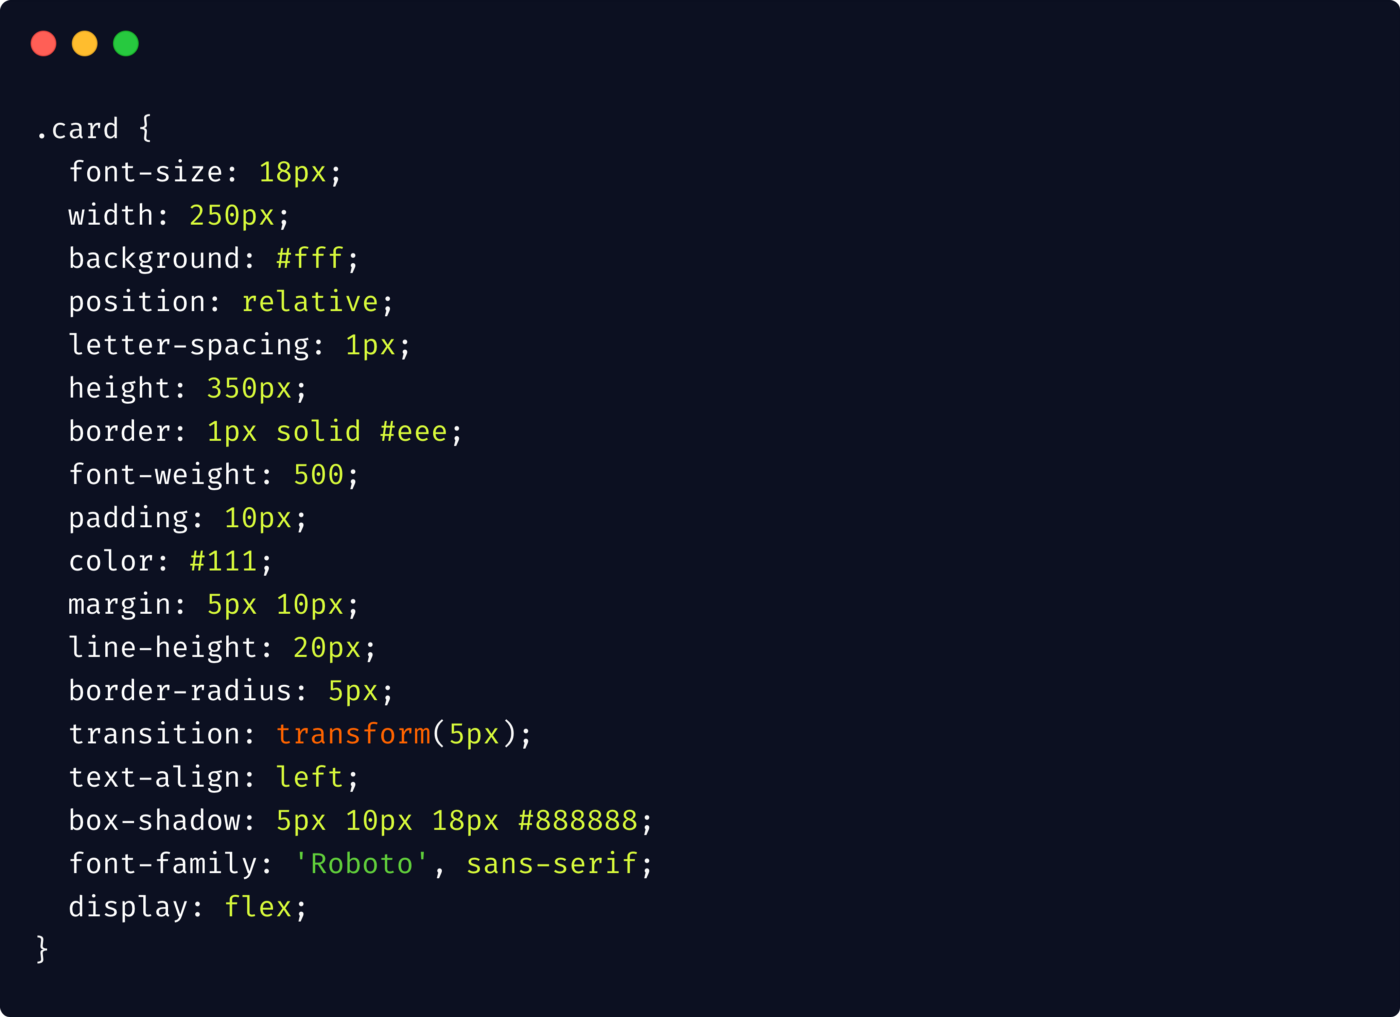 .card {
  font-size: 18px;
  width: 250px;
  background: #fff;
  position: relative;
  letter-spacing: 1px;
  height: 350px;
  border: 1px solid #eee;
  font-weight: 500;
  padding: 10px;
  color: #111;
  margin: 5px 10px;
  line-height: 20px;
  border-radius: 5px;
  transition: transform(5px);
  text-align: left;
  box-shadow: 5px 10px 18px #888888;
  font-family: 'Roboto', sans-serif;
  display: flex;
}